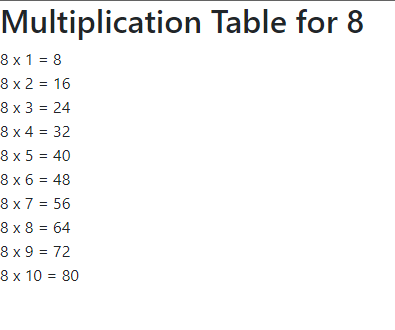 Multiplication Table for 8
8 x 1 = 8
8 x 2 = 16
8 x 3 = 24
8 x 4 = 32
8 x 5 = 40
8 x 6 = 48
8 x 7 = 56
8 x 8 = 64
8 x 9 = 72
8 x 10 = 80